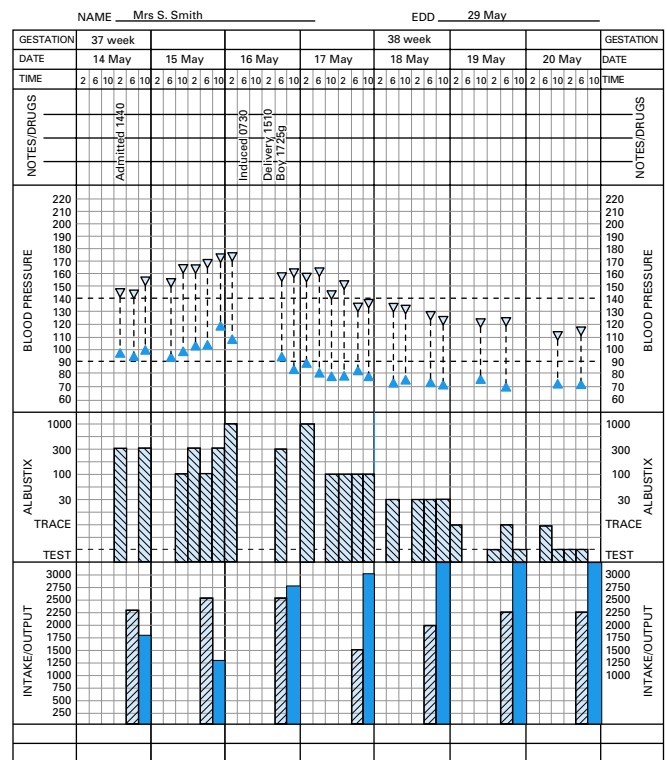 NAME Mrs S. Smith EDD 29 May
GESTATION 37 week 38 week GESTATION
DATE 14 May 15 May 16 May 17 May 18 May 19 May 20 May DATE
TIME 2 6 10 2 6 10 2 6 10 2 6 10 2 6 10 2 6 10 2 6 10 2 6 10 2 6 10 2 6 10 2 6 10 2 6 10 2 6 10 2 6 10 TIME
NOTES/DRUGS
Admitted 1440
Induced 0730
Delivery 1510
Boy 1725g
NOTES/DRUGS
BLOOD PRESSURE
220 220
210 210
200 200
190 190
180 180
170 170
160 160
150 150
140 140
130 130
120 120
110 110
100 100
90 90
80 80
70 70
60 60
BLOOD PRESSURE
ALBUSTIX
1000 1000
300 300
100 100
30 30
TRACE TRACE
TEST TEST
ALBUSTIX
INTAKE/OUTPUT
3000 3000
2750 2750
2500 2500
2250 2250
2000 2000
1750 1750
1500 1500
1250 1250
1000 1000
750
500
250
INTAKE/OUTPUT